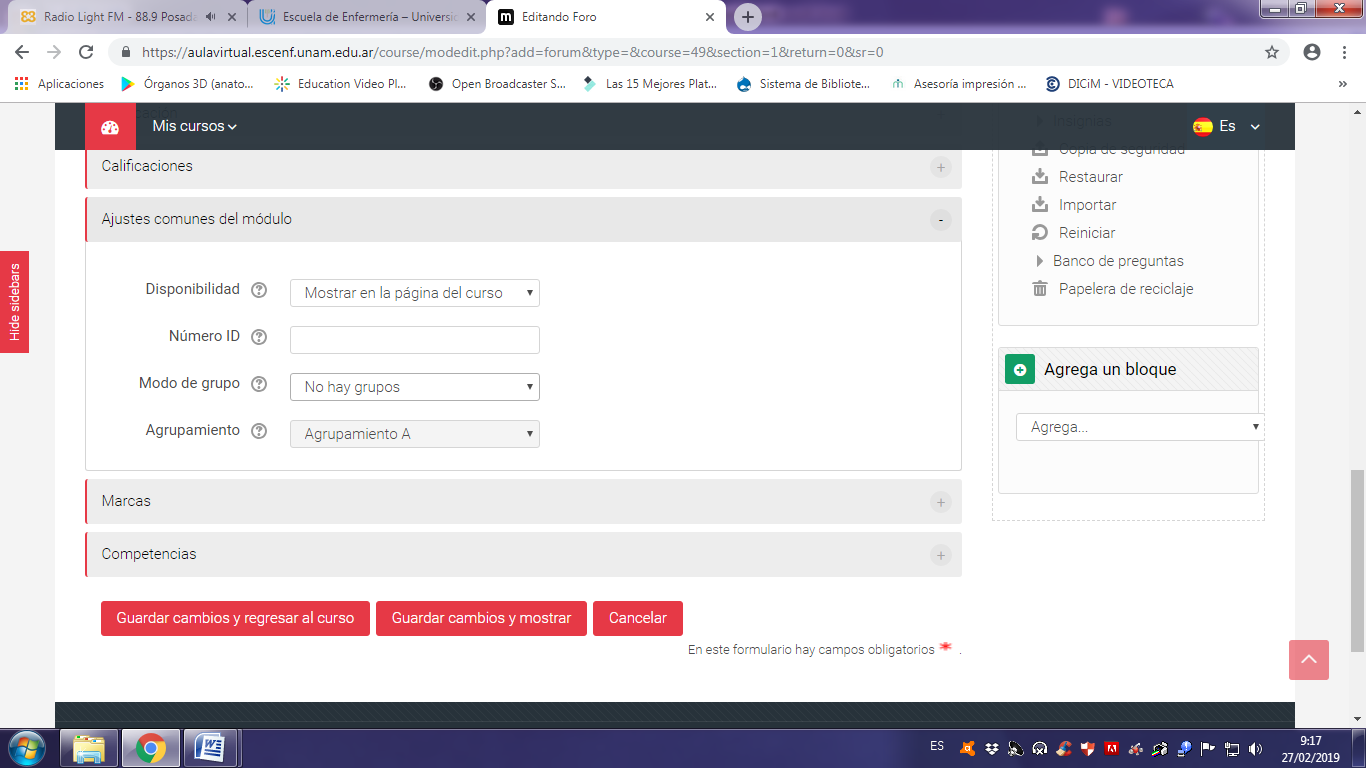 Radio Light FM - 88.9 Posada
Escuela de Enfermería – Universid
Editando Foro
https://aulavirtual.escenf.unam.edu.ar/course/modedit.php?add=forum&type=&course=49&section=1&return=0&sr=0
Aplicaciones
Órganos 3D (anato...
Education Video Pl...
Open Broadcaster S...
Las 15 Mejores Plat...
Sistema de Bibliote...
Asesoría impresión ...
DICiM - VIDEOTECA
»
Mis cursos
Es
Insignias
Copia de seguridad
Restaurar
Importar
Reiniciar
Banco de preguntas
Papelera de reciclaje
Hide sidebars
Calificaciones
+
Ajustes comunes del módulo
-
Disponibilidad
Mostrar en la página del curso
Número ID
Modo de grupo
No hay grupos
Agrupamiento
Agrupamiento A
Agrega un bloque
Agrega...
Marcas
+
Competencias
+
Guardar cambios y regresar al curso
Guardar cambios y mostrar
Cancelar
En este formulario hay campos obligatorios * .
ES
9:17
27/02/2019